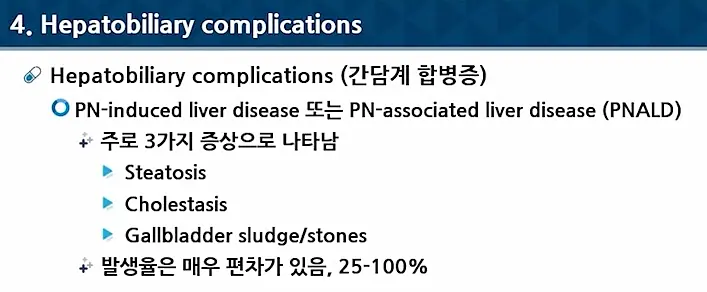 4. Hepatobiliary complications
Hepatobiliary complications (간담계 합병증)
PN-induced liver disease 또는 PN-associated liver disease (PNALD)
주로 3가지 증상으로 나타남
Steatosis
Cholestasis
Gallbladder sludge/stones
발생율은 매우 편차가 있음, 25-100%